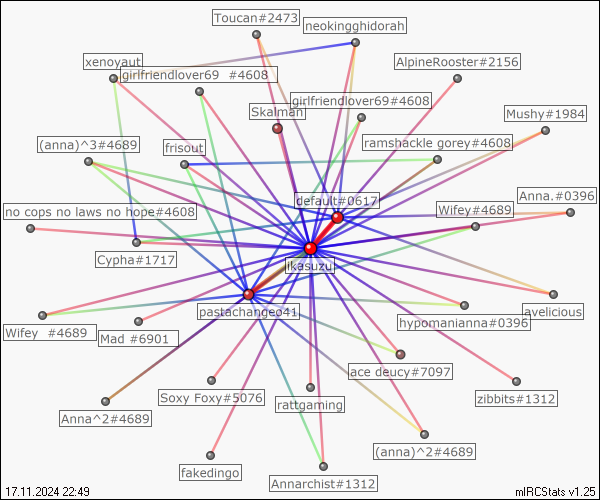 Toucan#2473
neokingghidorah
xenoyaut
AlpineRooster#2156
girlfriendlover69 #4608
girlfriendlover69#4608
Skalman
Mushy#1984
(anna)^3#4689
frisout
ramshackle gorey#4608
default#0617
Anna.#0396
no cops no laws no hope#4608
Wifey#4689
Cypha#1717
ikasuzu
pastachangeo41
avelicious
hypomanianna#0396
Wifey #4689
Mad #6901
ace deucy#7097
Soxy Foxy#5076
rattgaming
zibbits#1312
Anna^2#4689
(anna)^2#4689
fakedingo
Annarchist#1312
17.11.2024 22:49
mIRCStats v1.25